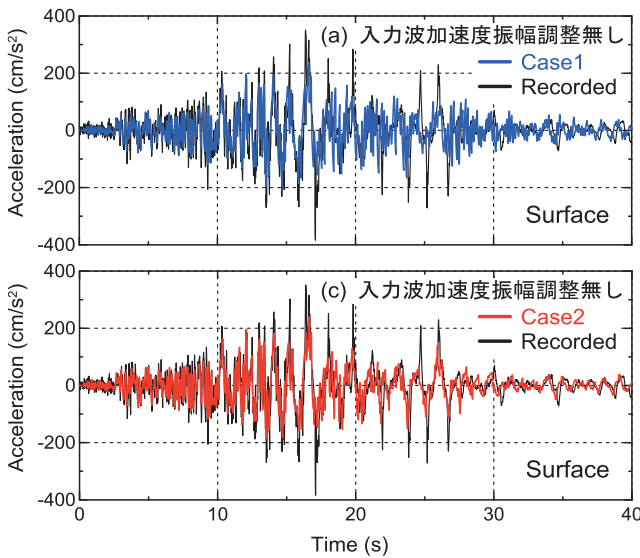 400
(a) 入力波加速度振幅調整無し
Case1
Recorded
200
0
-200
-400
Acceleration (cm/s²)
Surface
400
(c) 入力波加速度振幅調整無し
Case2
Recorded
200
0
-200
-400
Acceleration (cm/s²)
Surface
0 10 20 30 40
Time (s)